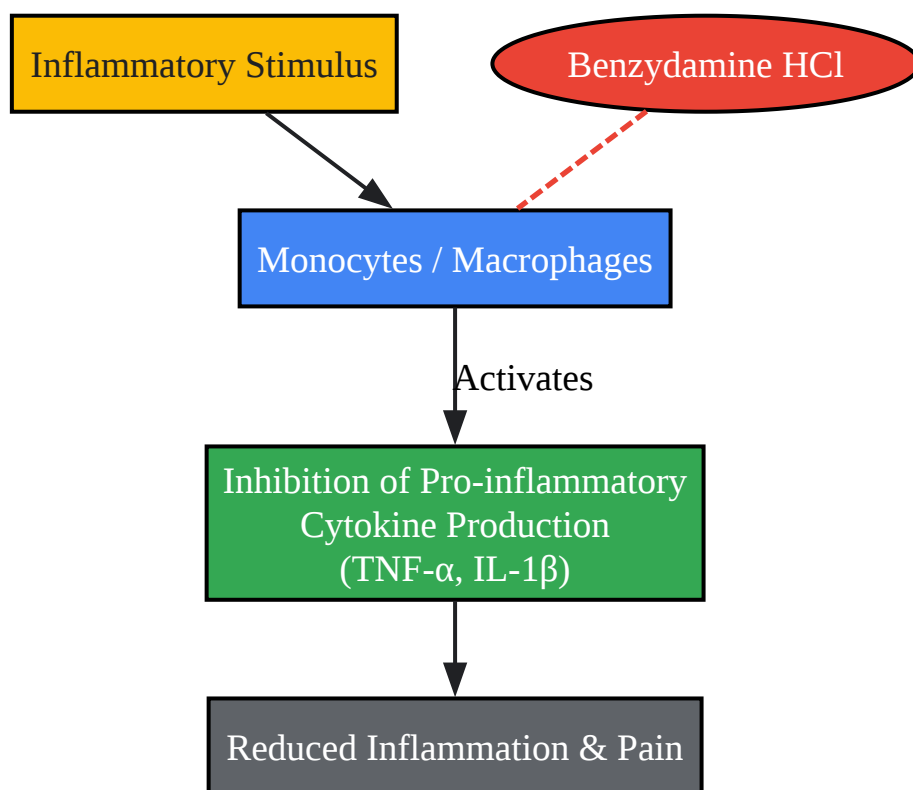 Inflammatory Stimulus
Benzydamine HCl
Monocytes / Macrophages
Activates
Inhibition of Pro-inflammatory
Cytokine Production
(TNF-α, IL-1β)
Reduced Inflammation & Pain